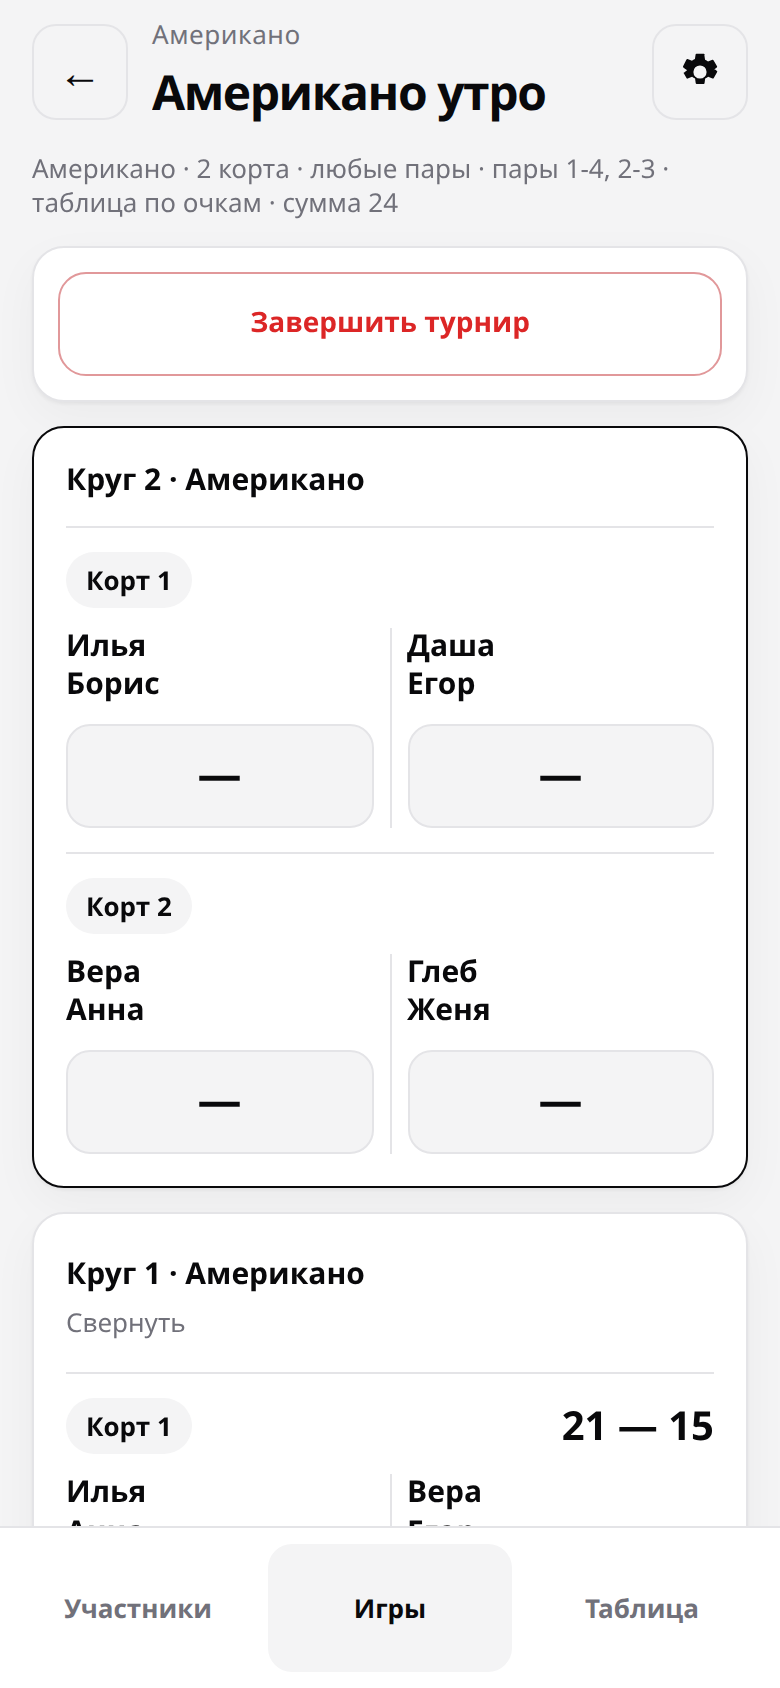 ←
Американо
Американо утро
Американо · 2 корта · любые пары · пары 1-4, 2-3 ·
таблица по очкам · сумма 24
Завершить турнир
Круг 2 · Американо
Корт 1
Илья
Борис
Даша
Егор
—
—
Корт 2
Вера
Анна
Глеб
Женя
—
—
Круг 1 · Американо
Свернуть
Корт 1
21 — 15
Илья
Вера
Участники
Игры
Таблица